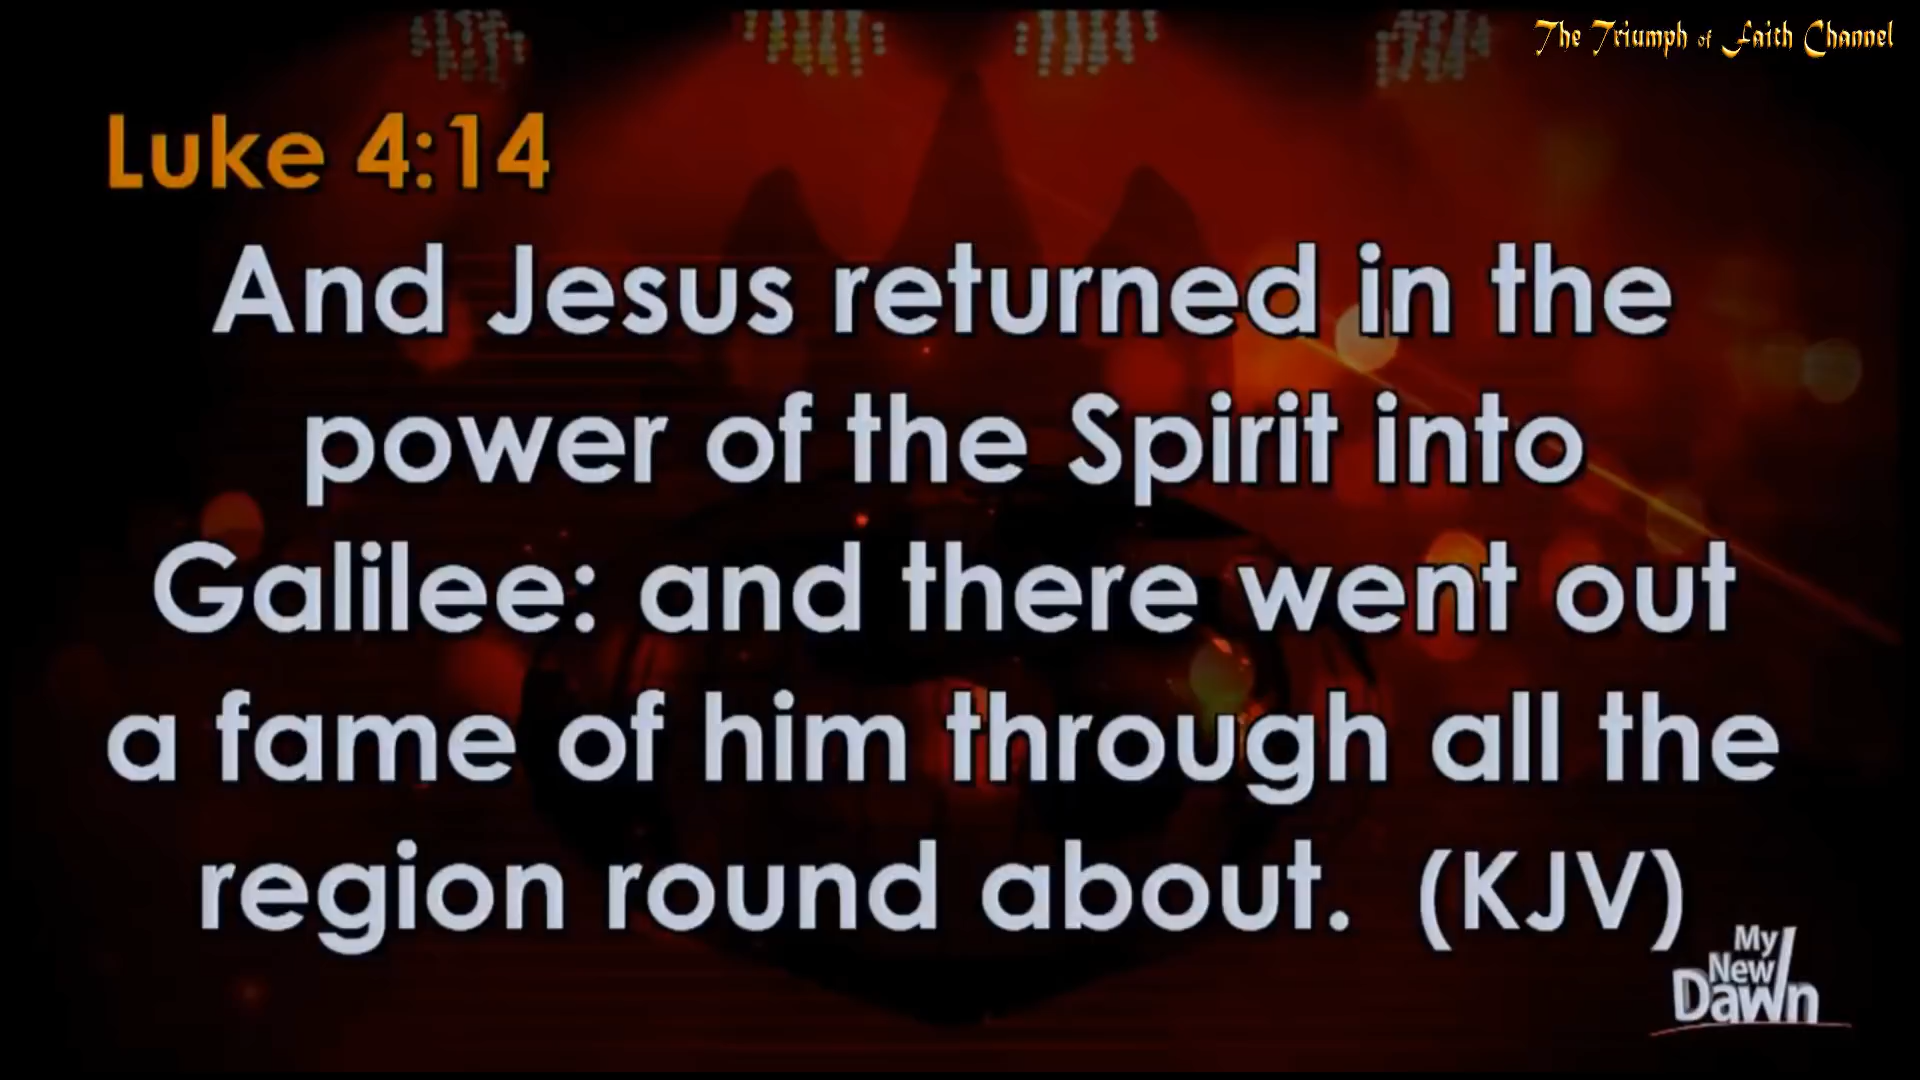 The Triumph of Faith Channel
Luke 4:14
And Jesus returned in the
power of the Spirit into
Galilee: and there went out
a fame of him through all the
region round about. (KJV)
My
New
Dawn